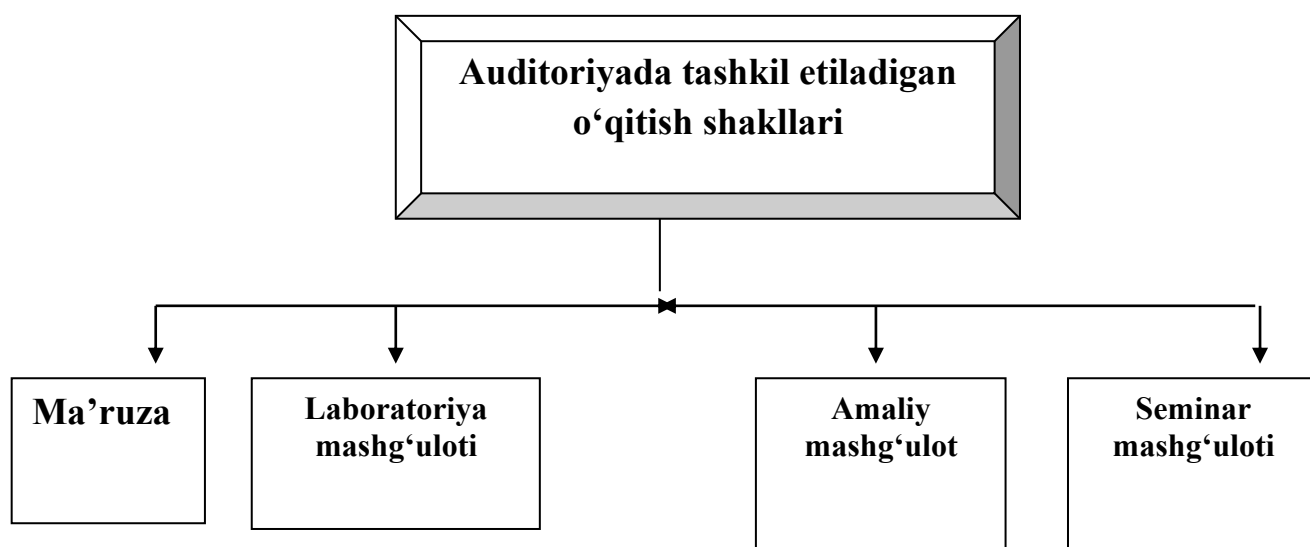 Auditoriyada tashkil etiladigan
o‘qitish shakllari
Ma’ruza
Laboratoriya
mashg‘uloti
Amaliy
mashg‘ulot
Seminar
mashg‘uloti